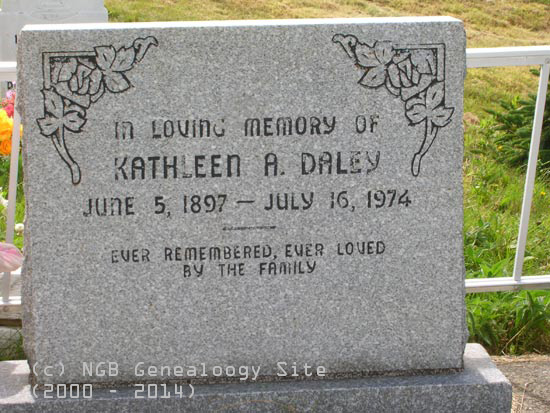 IN LOVING MEMORY OF
KATHLEEN A. DALEY
JUNE 5, 1897 — JULY 16, 1974
EVER REMEMBERED, EVER LOVED
BY THE FAMILY
(c) NGB Genealoogy Site
(2000 - 2014)